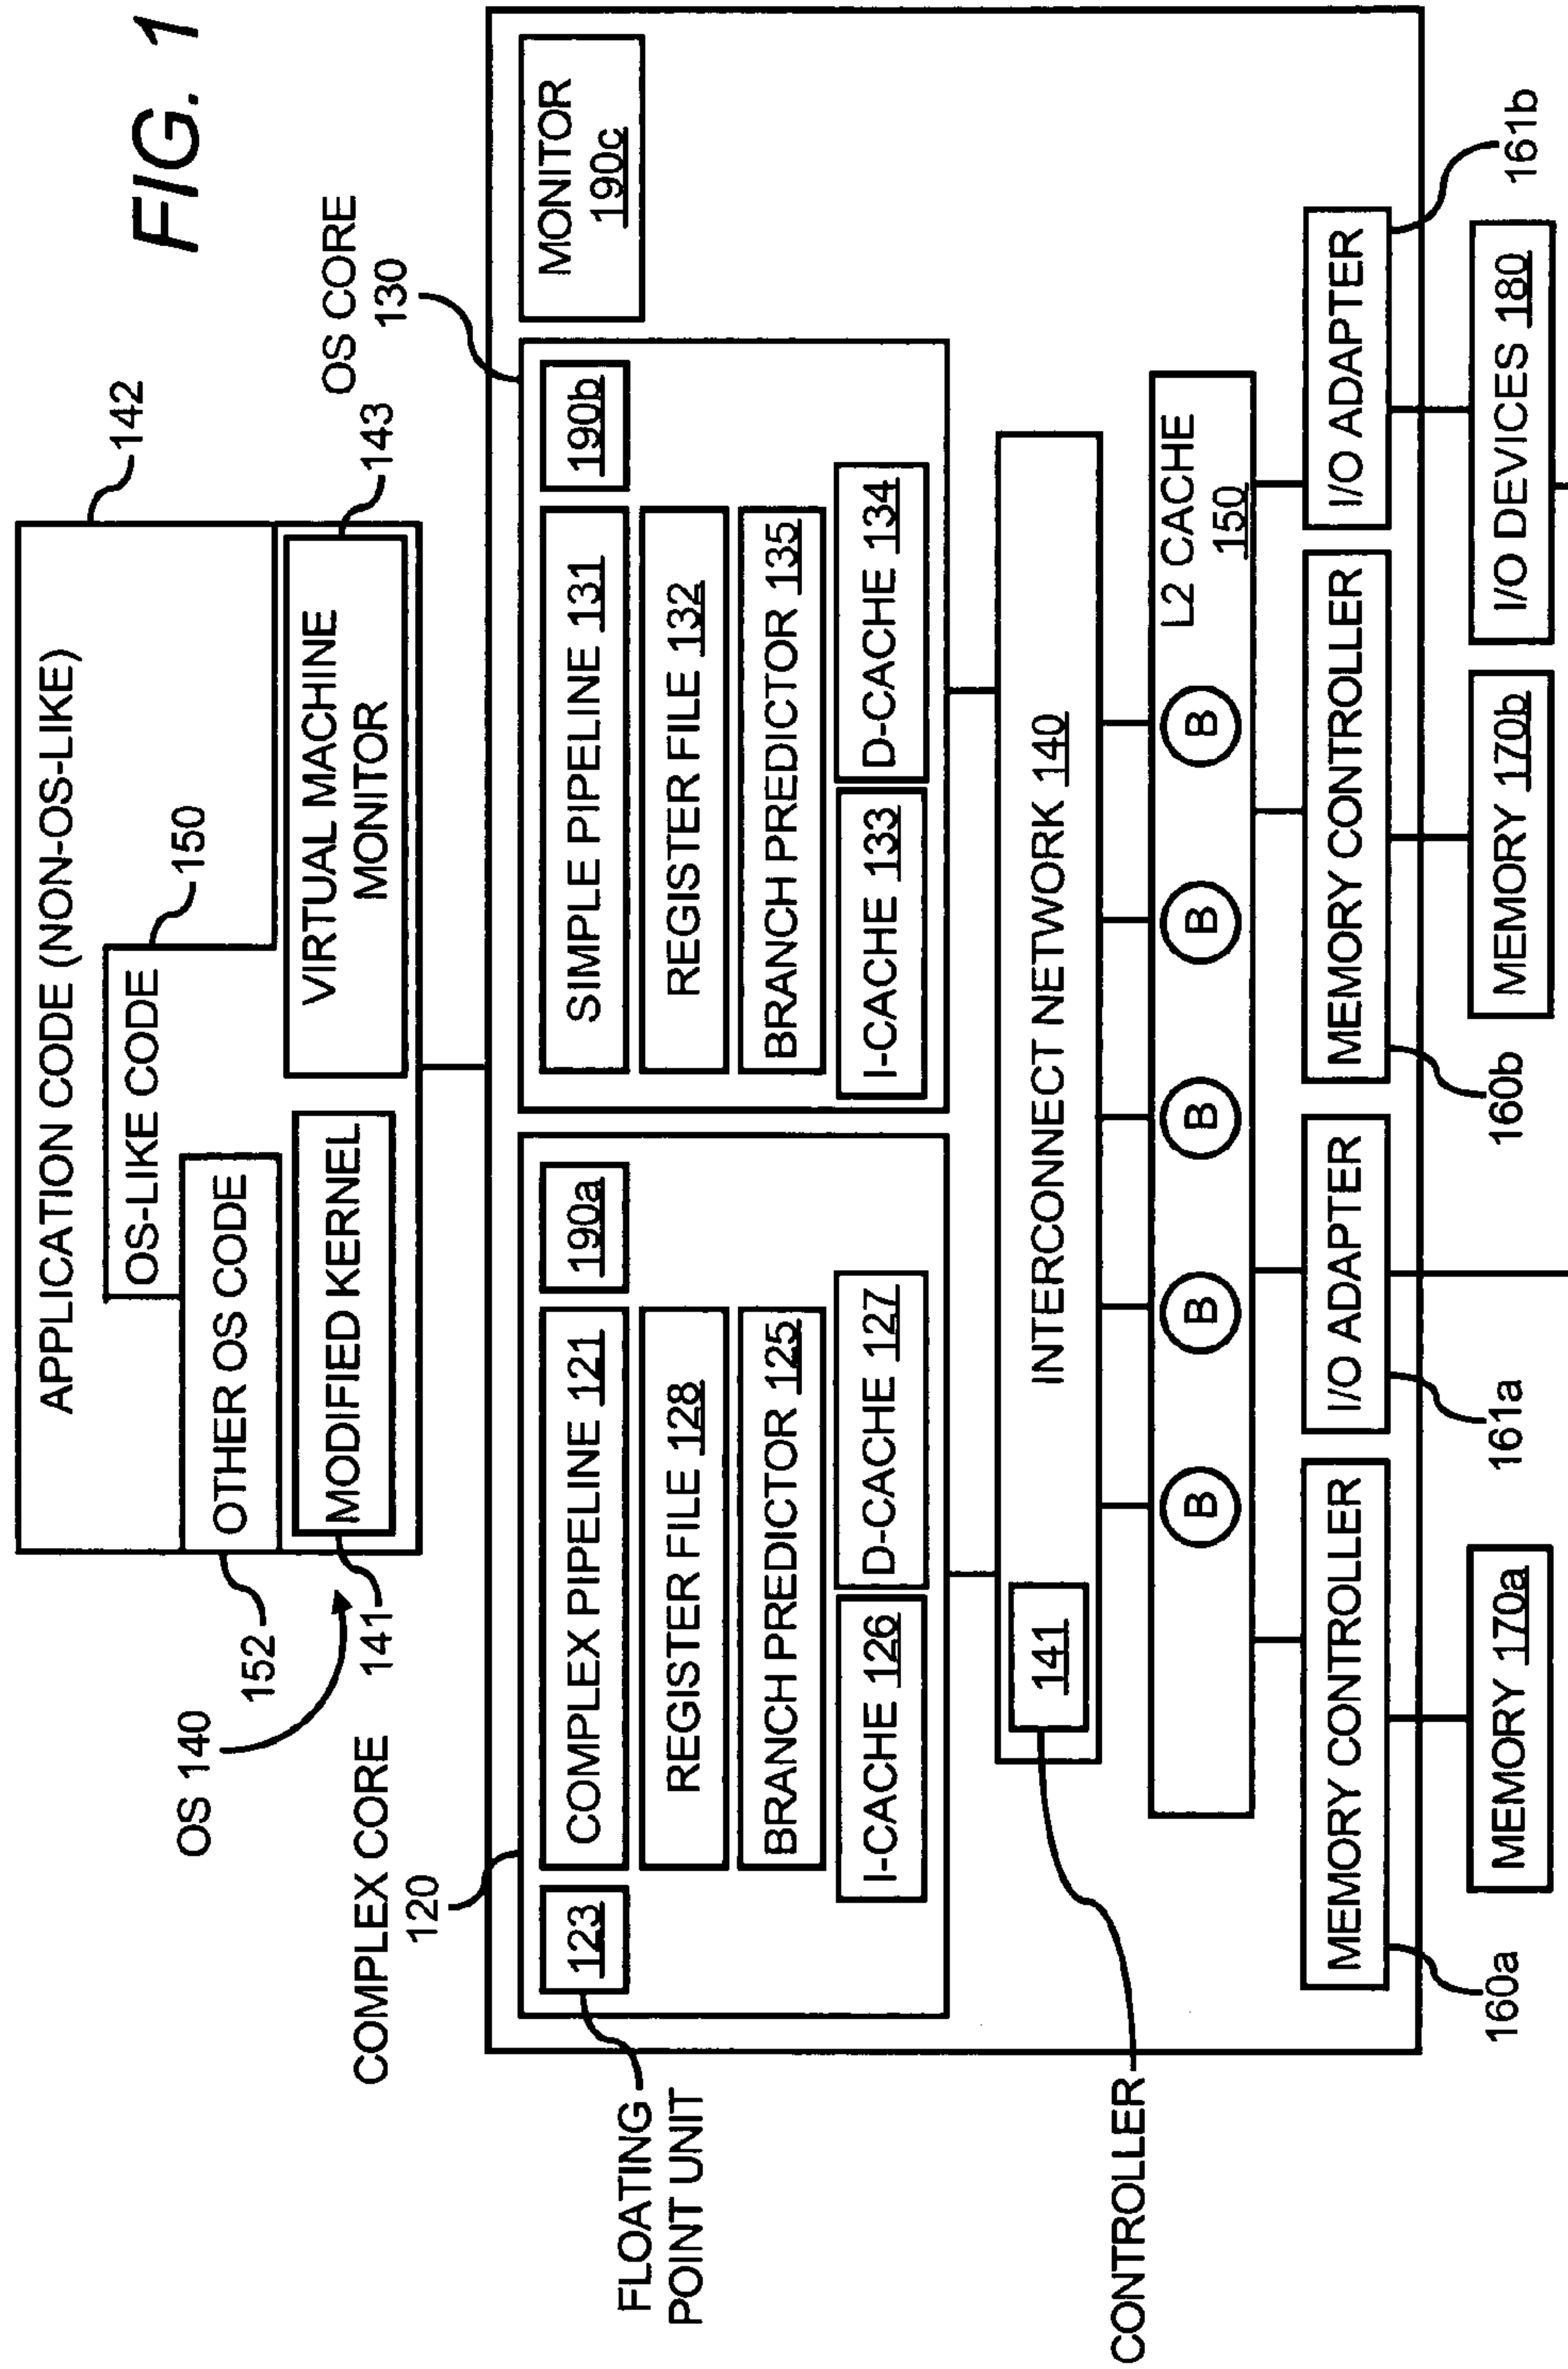 FIG. 1
APPLICATION CODE (NON-OS-LIKE)
142
OS-LIKE CODE
150
OTHER OS CODE
152
MODIFIED KERNEL
141
VIRTUAL MACHINE
MONITOR
143
OS 140
COMPLEX CORE
120
OS CORE
130
123
COMPLEX PIPELINE 121
190a
REGISTER FILE 128
BRANCH PREDICTOR 125
I-CACHE 126
D-CACHE 127
FLOATING
POINT UNIT
SIMPLE PIPELINE 131
190b
REGISTER FILE 132
BRANCH PREDICTOR 135
I-CACHE 133
D-CACHE 134
MONITOR
190c
141
INTERCONNECT NETWORK 140
CONTROLLER
B
B
B
B
B
L2 CACHE
150
MEMORY CONTROLLER
I/O ADAPTER
MEMORY CONTROLLER
I/O ADAPTER
160a
161a
160b
161b
MEMORY 170a
MEMORY 170b
I/O DEVICES 180